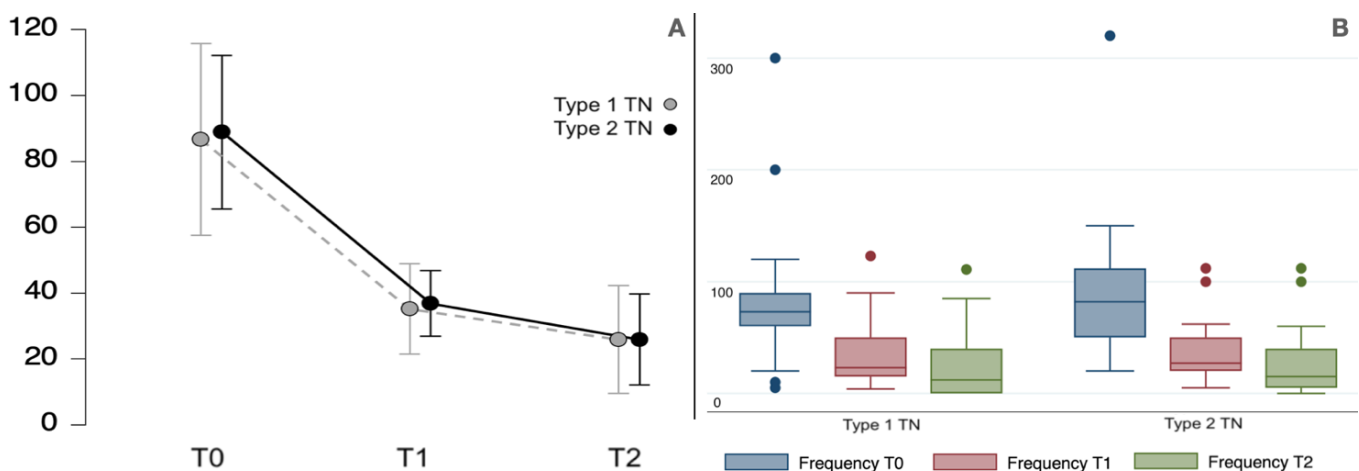 A
120
100
80
60
40
20
0
Type 1 TN
Type 2 TN
T0 T1 T2
B
300
200
100
0
Type 1 TN Type 2 TN
Frequency T0 Frequency T1 Frequency T2